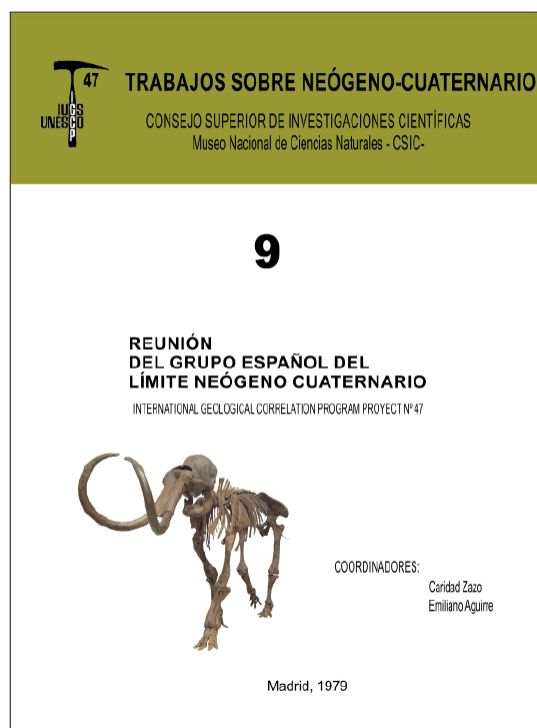 47
IUGS
UNESCO
IGCP
TRABAJOS SOBRE NEÓGENO-CUATERNARIO
CONSEJO SUPERIOR DE INVESTIGACIONES CIENTÍFICAS
Museo Nacional de Ciencias Naturales - CSIC-
9
REUNIÓN
DEL GRUPO ESPAÑOL DEL
LÍMITE NEÓGENO CUATERNARIO
INTERNATIONAL GEOLOGICAL CORRELATION PROGRAM PROYECT Nº 47
COORDINADORES:
Caridad Zazo
Emiliano Aguirre
Madrid, 1979